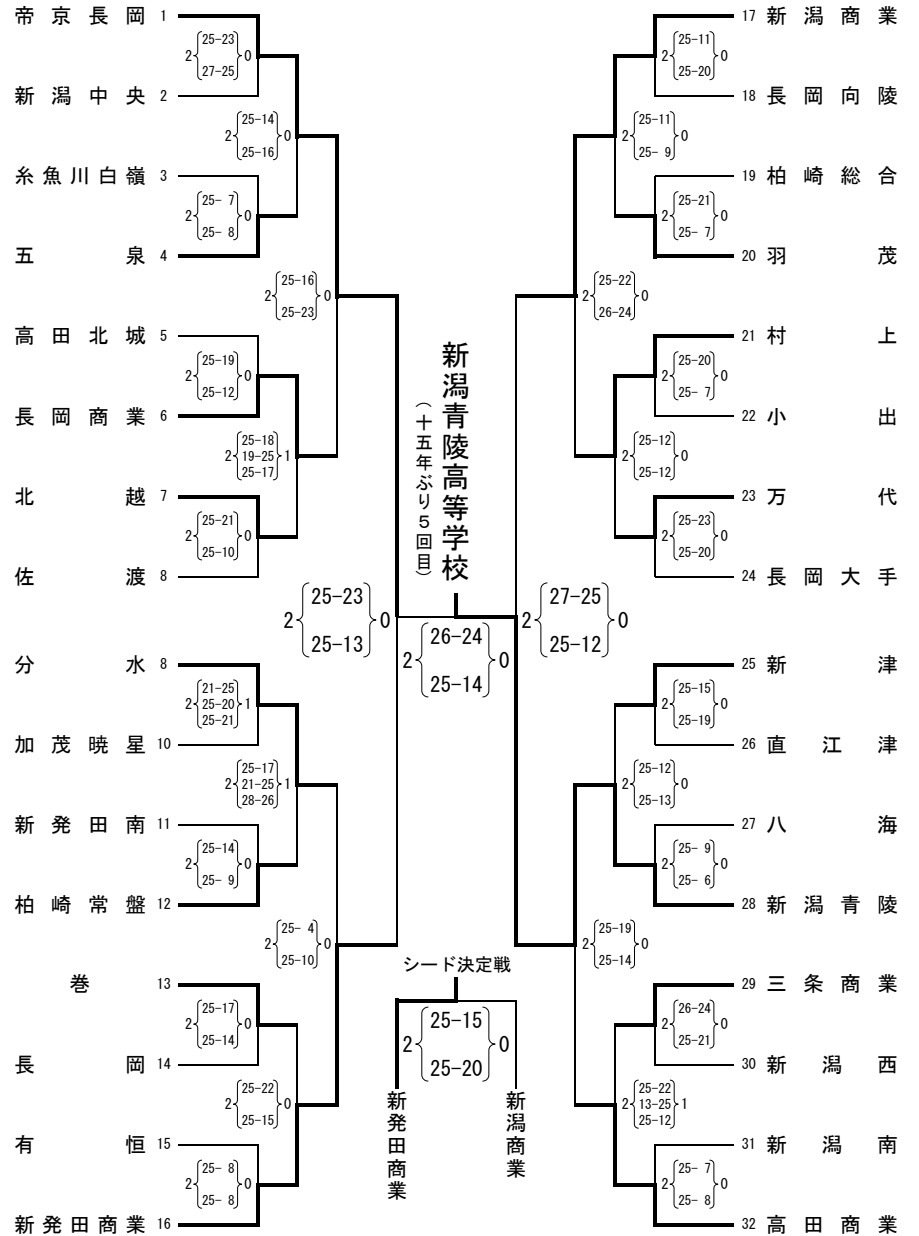 帝京長岡 1
2 25-23 0
27-25
新潟中央 2
2 25-14 0
25-16
糸魚川白嶺 3
2 25- 7 0
25- 8
五泉 4
2 25-16 0
25-23
高田北城 5
2 25-19 0
25-12
長岡商業 6
2 25-18 1
19-25
25-17
北越 7
2 25-21 0
25-10
佐渡 8
2 25-23 0
25-13
分水 8
2 21-25 1
25-20
25-21
加茂暁星 10
2 25-17 1
21-25
28-26
新発田南 11
2 25-14 0
25- 9
柏崎常盤 12
2 25- 4 0
25-10
巻 13
2 25-17 0
25-14
長岡 14
2 25-22 0
25-15
有恒 15
2 25- 8 0
25- 8
新発田商業 16
新潟青陵高等学校
(十五年ぶり5回目)
2 26-24 0
25-14
シード決定戦
2 25-15 0
25-20
新発田商業
新潟商業
17 新潟商業
2 25-11 0
25-20
18 長岡向陵
2 25-11 0
25- 9
19 柏崎総合
2 25-21 0
25- 7
20 羽茂
2 25-22 0
26-24
21 村上
2 25-20 0
25- 7
22 小出
2 25-12 0
25-12
23 万代
2 25-23 0
25-20
24 長岡大手
2 27-25 0
25-12
25 新津
2 25-15 0
25-19
26 直江津
2 25-12 0
25-13
27 八海
2 25- 9 0
25- 6
28 新潟青陵
2 25-19 0
25-14
29 三条商業
2 26-24 0
25-21
30 新潟西
2 25-22 1
13-25
25-12
31 新潟南
2 25- 7 0
25- 8
32 高田商業